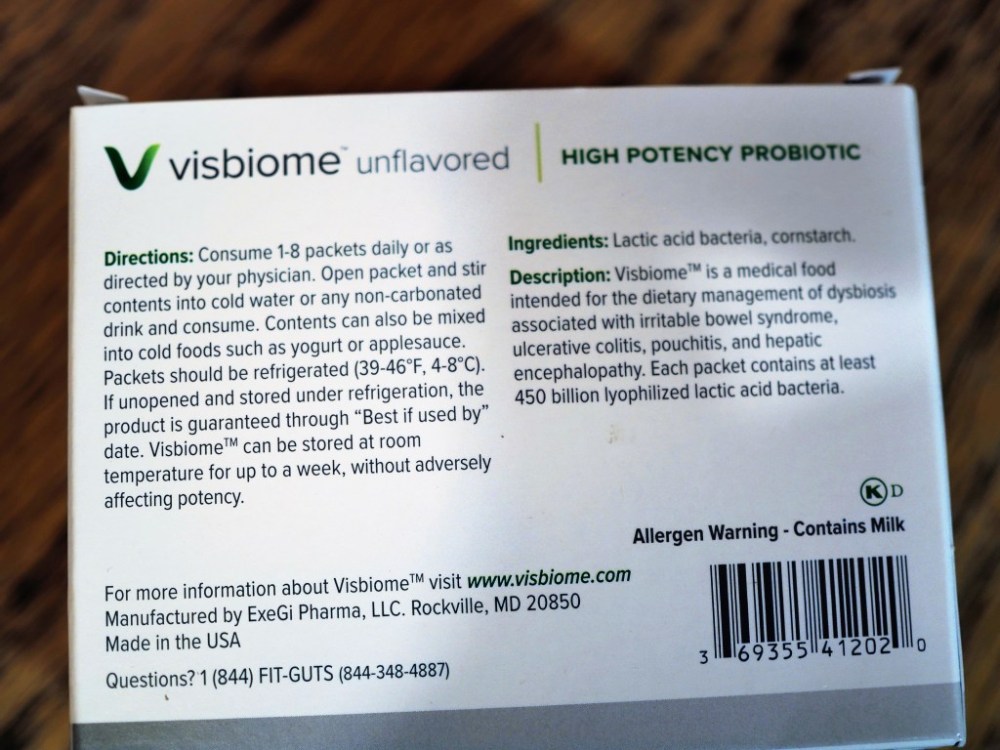 visbiome™ unflavored
HIGH POTENCY PROBIOTIC
Directions: Consume 1-8 packets daily or as
directed by your physician. Open packet and stir
contents into cold water or any non-carbonated
drink and consume. Contents can also be mixed
into cold foods such as yogurt or applesauce.
Packets should be refrigerated (39-46°F, 4-8°C).
If unopened and stored under refrigeration, the
product is guaranteed through “Best if used by”
date. Visbiome™ can be stored at room
temperature for up to a week, without adversely
affecting potency.
Ingredients: Lactic acid bacteria, cornstarch.
Description: Visbiome™ is a medical food
intended for the dietary management of dysbiosis
associated with irritable bowel syndrome,
ulcerative colitis, pouchitis, and hepatic
encephalopathy. Each packet contains at least
450 billion lyophilized lactic acid bacteria.
K D
Allergen Warning - Contains Milk
For more information about Visbiome™ visit www.visbiome.com
Manufactured by ExeGi Pharma, LLC. Rockville, MD 20850
Made in the USA
Questions? 1 (844) FIT-GUTS (844-348-4887)
3 69355 41202 0